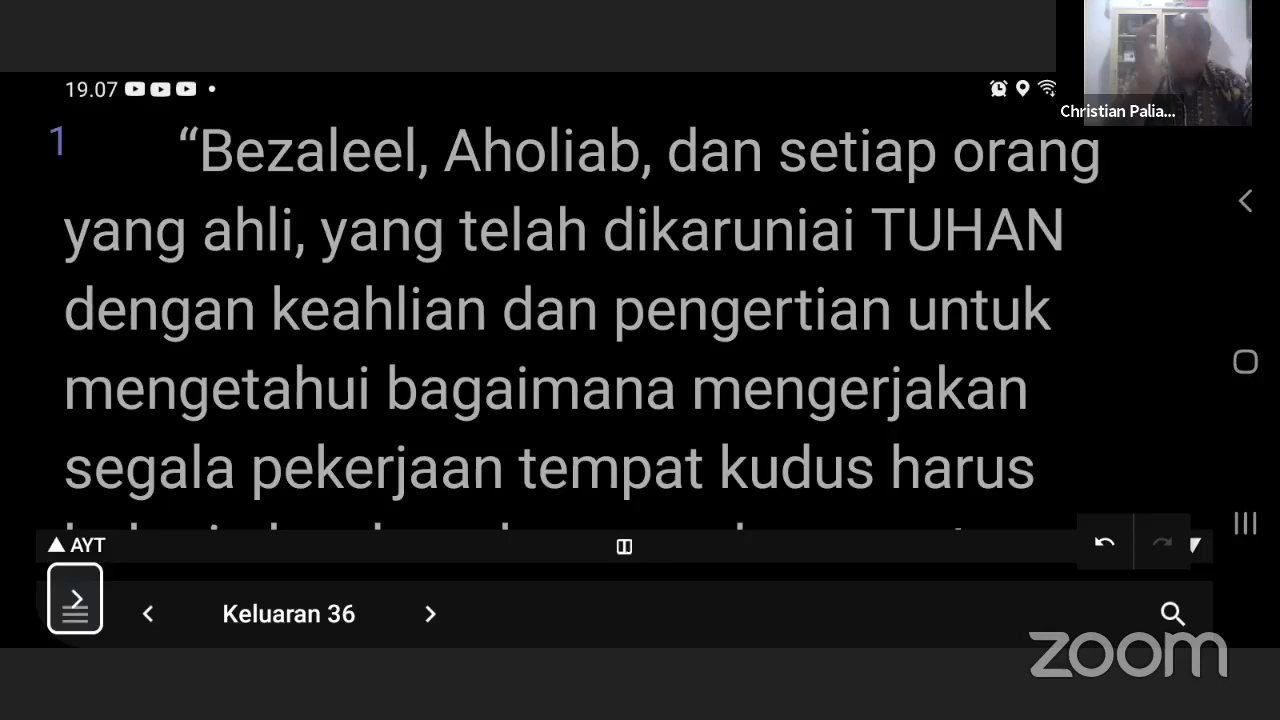 19.07
Christian Palia...
1 “Bezaleel, Aholiab, dan setiap orang
yang ahli, yang telah dikaruniai TUHAN
dengan keahlian dan pengertian untuk
mengetahui bagaimana mengerjakan
segala pekerjaan tempat kudus harus
AYT
Keluaran 36
zoom